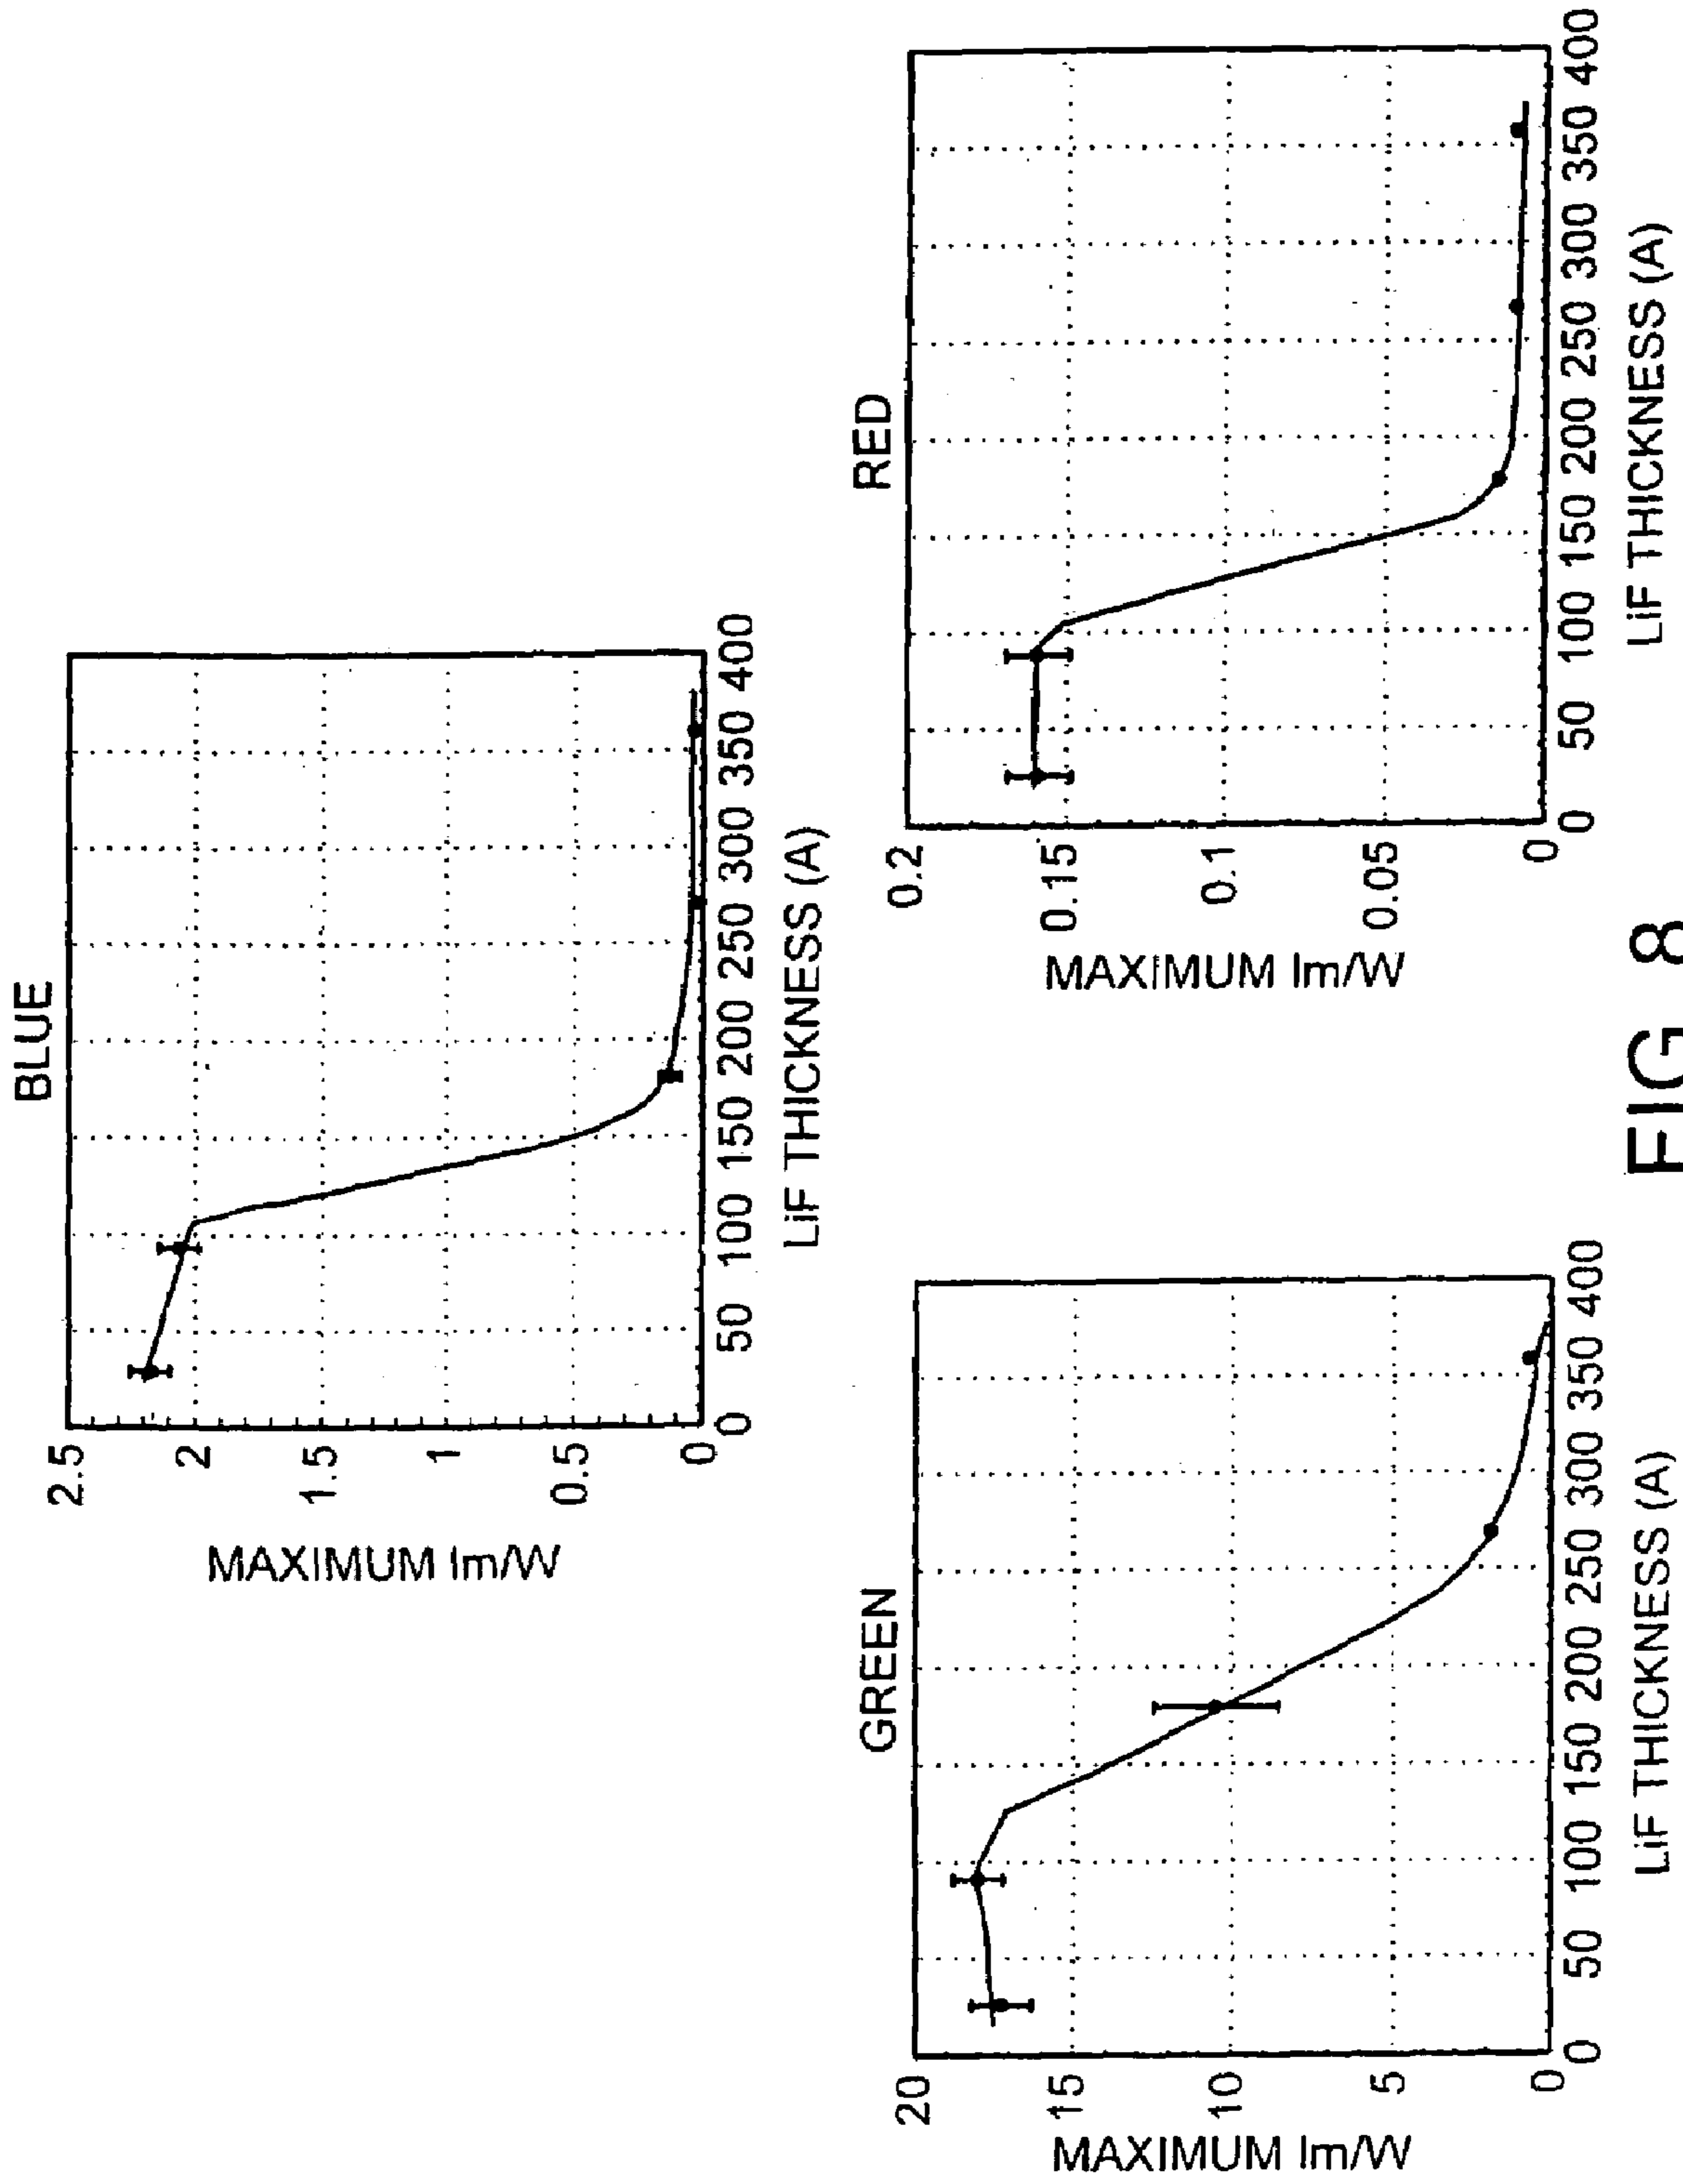 BLUE
MAXIMUM lm/W
2.5
2
1.5
1
0.5
0
0 50 100 150 200 250 300 350 400
LiF THICKNESS (A)
GREEN
MAXIMUM lm/W
20
15
10
5
0
0 50 100 150 200 250 300 350 400
LiF THICKNESS (A)
RED
MAXIMUM lm/W
0.2
0.15
0.1
0.05
0
0 50 100 150 200 250 300 350 400
LiF THICKNESS (A)
FIG 8